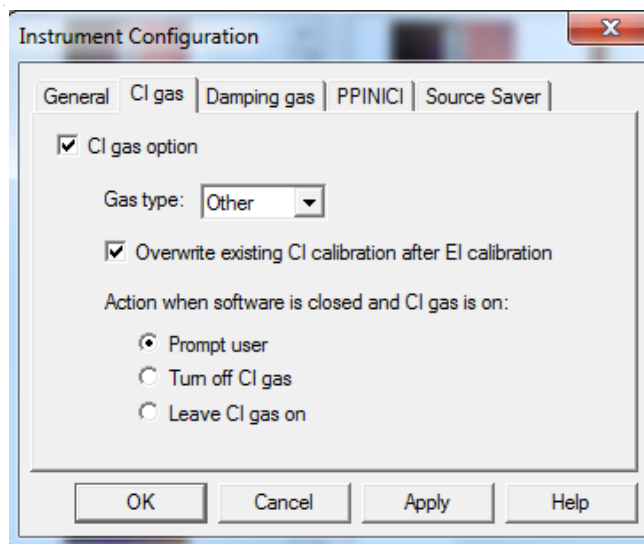 Instrument Configuration
General CI gas Damping gas PPINICI Source Saver
CI gas option
Gas type: Other
Overwrite existing CI calibration after EI calibration
Action when software is closed and CI gas is on:
Prompt user
Turn off CI gas
Leave CI gas on
OK Cancel Apply Help